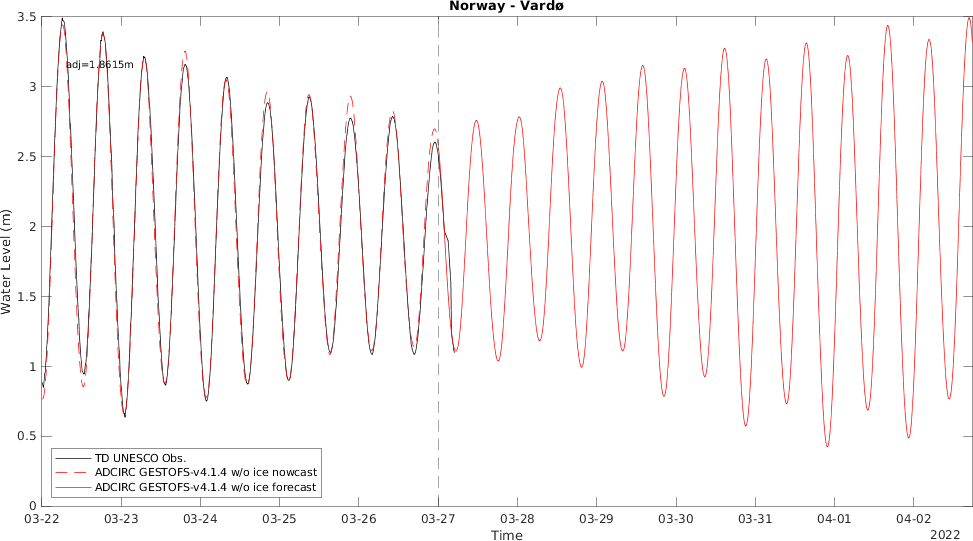 Norway - Vardø
3.5
adj=1.8615m
3
2.5
2
1.5
1
0.5
0
Water Level (m)
TD UNESCO Obs.
ADCIRC GESTOFS-v4.1.4 w/o ice nowcast
ADCIRC GESTOFS-v4.1.4 w/o ice forecast
03-22 03-23 03-24 03-25 03-26 03-27 03-28 03-29 03-30 03-31 04-01 04-02
Time
2022